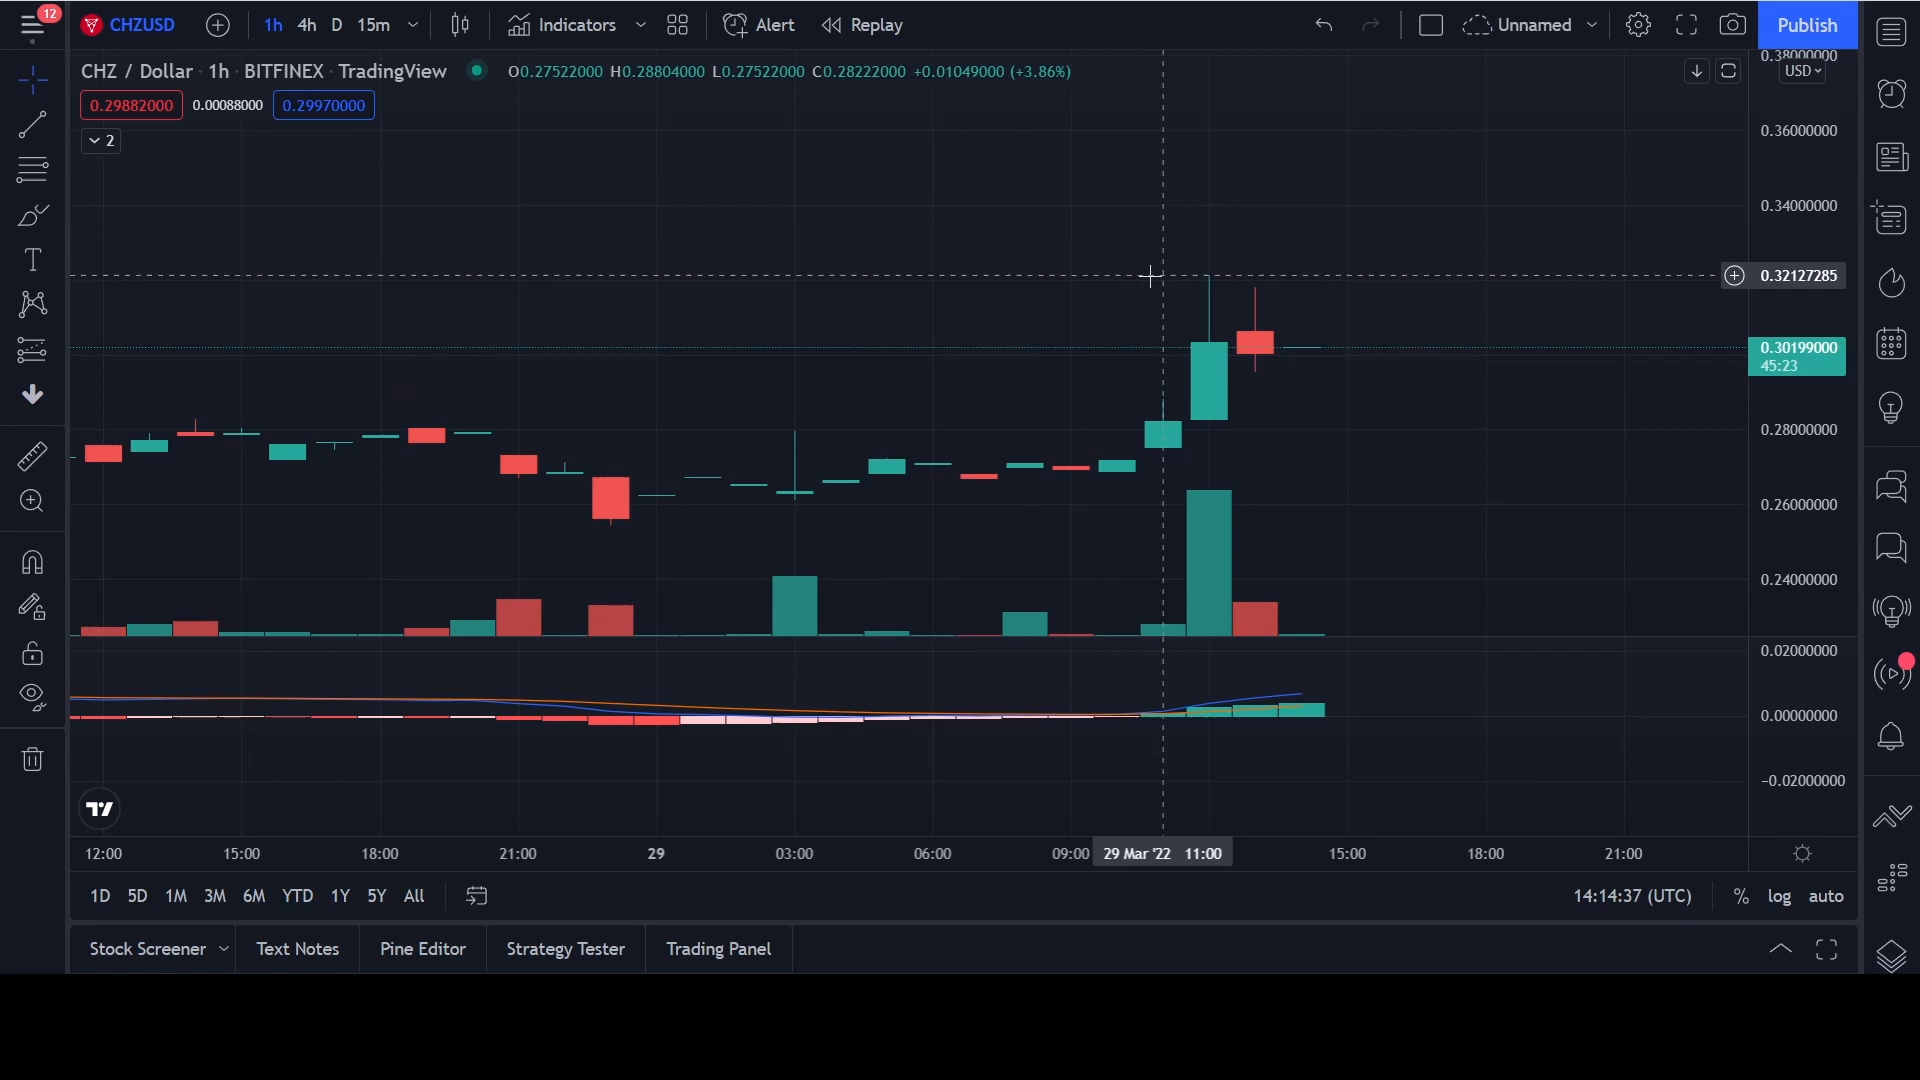 12
CHZUSD 1h 4h D 15m Indicators Alert Replay Unnamed Publish
CHZ / Dollar · 1h · BITFINEX · TradingView O0.27522000 H0.28804000 L0.27522000 C0.28222000 +0.01049000 (+3.86%)
0.29882000 0.00088000 0.29970000
2
0.38000000
USD
0.36000000
0.34000000
0.32127285
0.30199000
45:23
0.28000000
0.26000000
0.24000000
0.02000000
0.00000000
−0.02000000
12:00 15:00 18:00 21:00 29 03:00 06:00 09:00 29 Mar '22 11:00 15:00 18:00 21:00
1D 5D 1M 3M 6M YTD 1Y 5Y All 14:14:37 (UTC) % log auto
Stock Screener Text Notes Pine Editor Strategy Tester Trading Panel